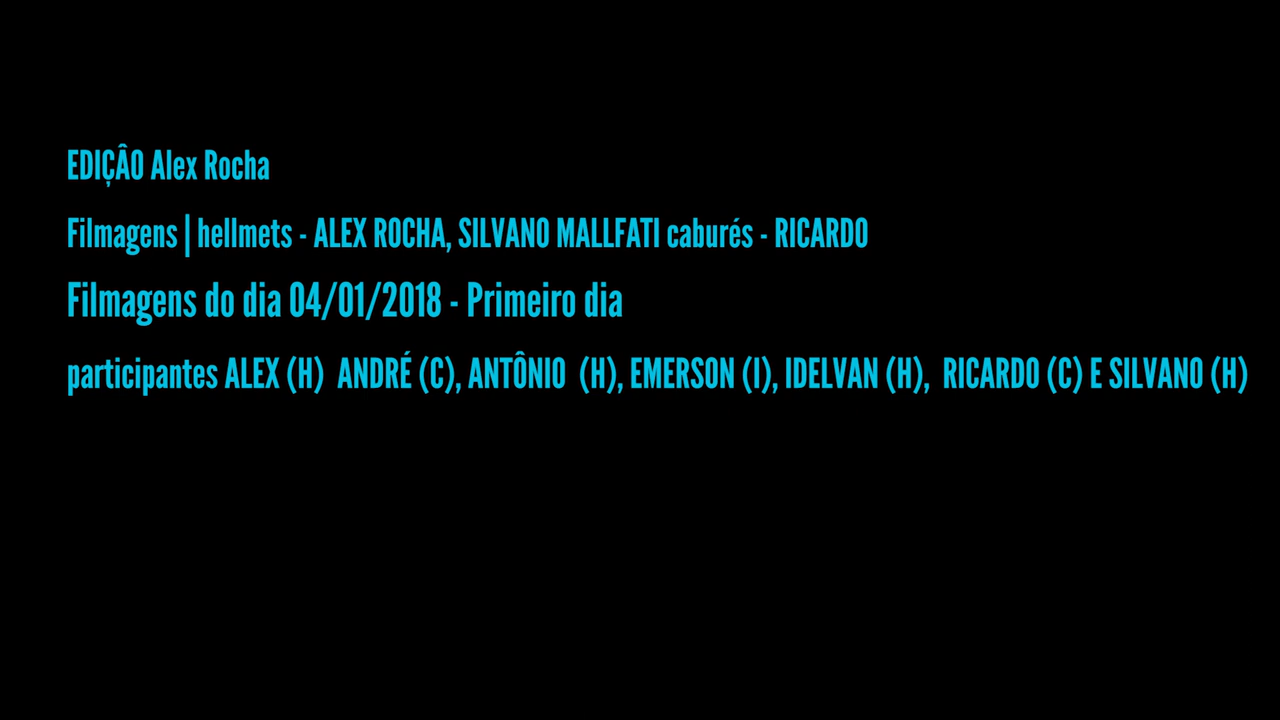 EDIÇÂO Alex Rocha
Filmagens | hellmets - ALEX ROCHA, SILVANO MALLFATI caburés - RICARDO
Filmagens do dia 04/01/2018 - Primeiro dia
participantes ALEX (H)  ANDRÉ (C), ANTÔNIO  (H), EMERSON (I), IDELVAN (H),  RICARDO (C) E SILVANO (H)